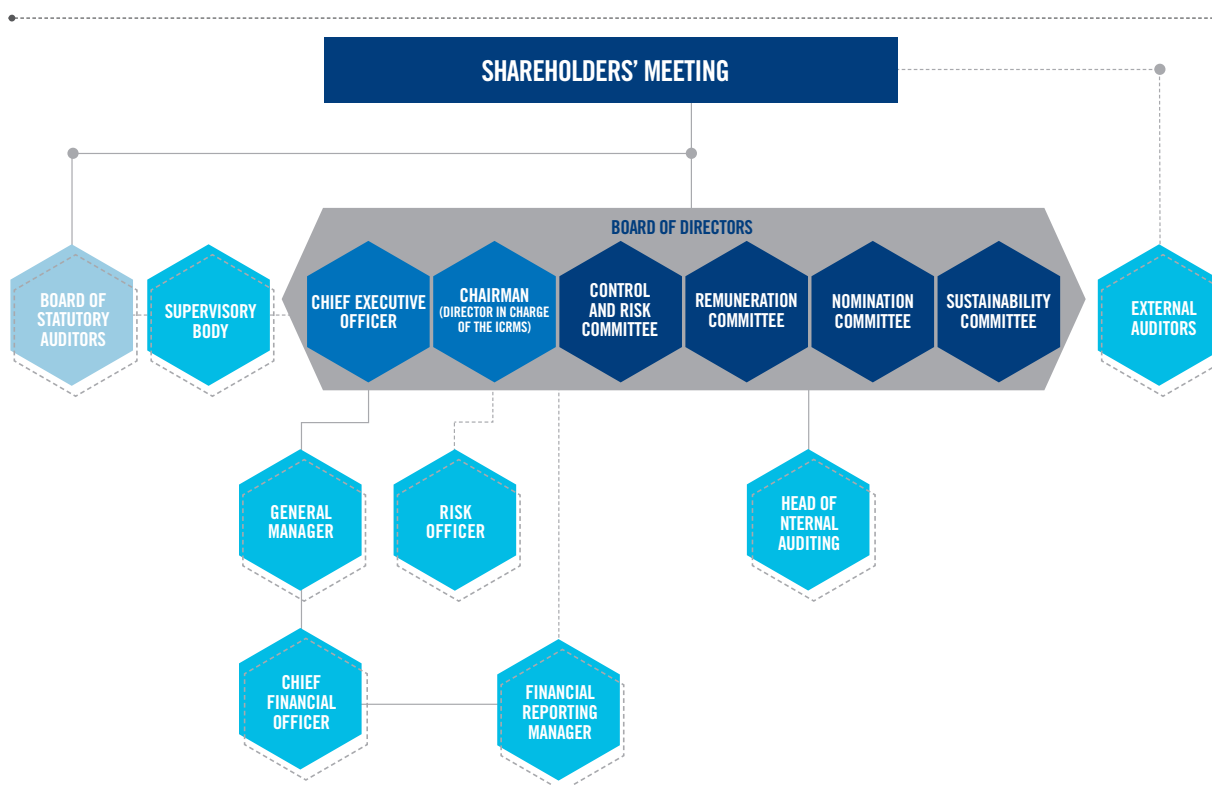 SHAREHOLDERS’ MEETING
BOARD OF DIRECTORS
BOARD OF
STATUTORY
AUDITORS
SUPERVISORY
BODY
CHIEF EXECUTIVE
OFFICER
CHAIRMAN
(DIRECTOR IN CHARGE
OF THE ICRMS)
CONTROL
AND RISK
COMMITTEE
REMUNERATION
COMMITTEE
NOMINATION
COMMITTEE
SUSTAINABILITY
COMMITTEE
EXTERNAL
AUDITORS
GENERAL
MANAGER
RISK
OFFICER
HEAD OF
NTERNAL
AUDITING
CHIEF
FINANCIAL
OFFICER
FINANCIAL
REPORTING
MANAGER